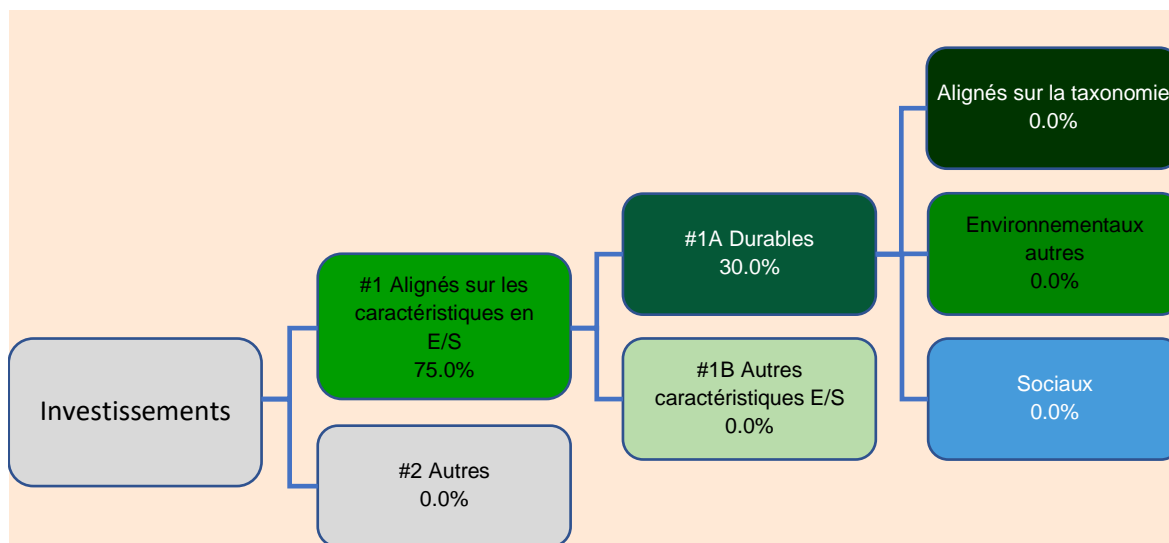 Investissements
#1 Alignés sur les
caractéristiques en
E/S
75.0%
#2 Autres
0.0%
#1A Durables
30.0%
#1B Autres
caractéristiques E/S
0.0%
Alignés sur la taxonomie
0.0%
Environnementaux
autres
0.0%
Sociaux
0.0%